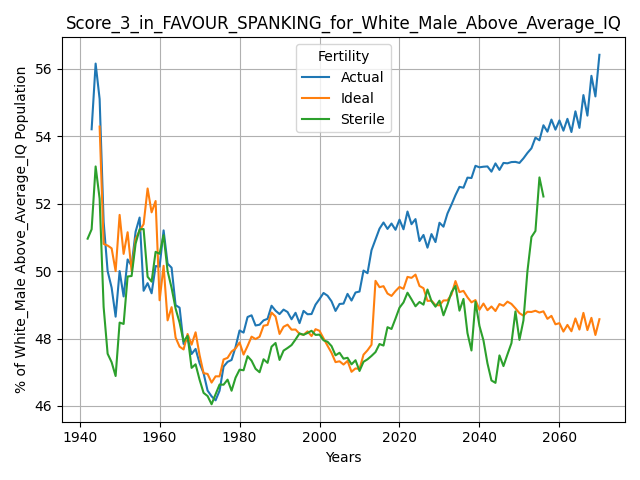 Score_3_in_FAVOUR_SPANKING_for_White_Male_Above_Average_IQ
% of White_Male Above_Average_IQ Population
56
54
52
50
48
46
Fertility
Actual
Ideal
Sterile
1940 1960 1980 2000 2020 2040 2060
Years